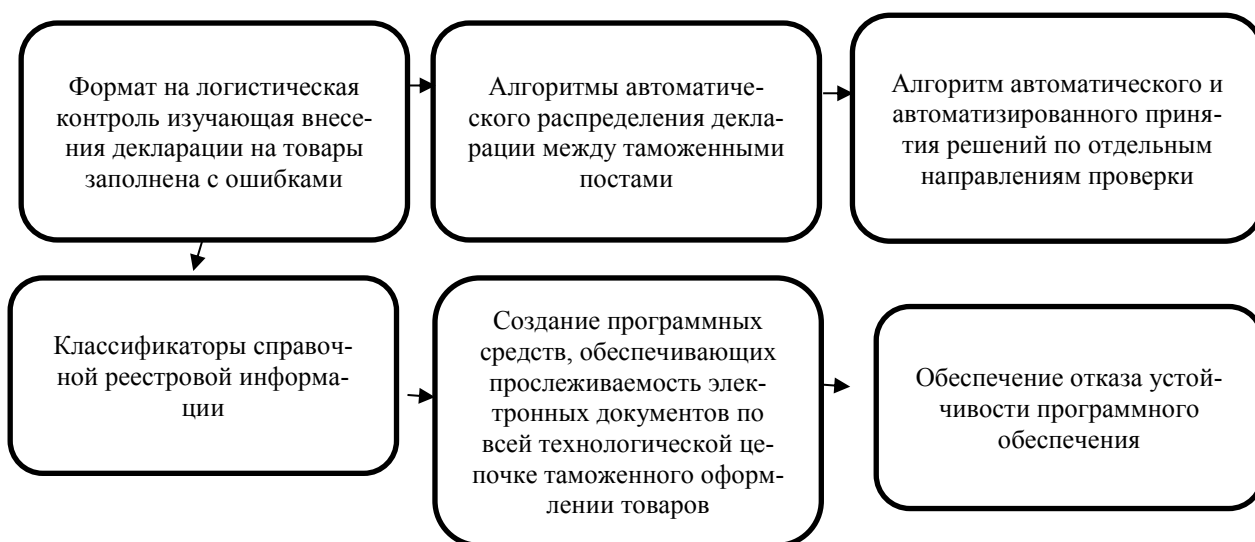 Формат на логистическая
контроль изучающая внесе-
ния декларации на товары
заполнена с ошибками
Алгоритмы автоматиче-
ского распределения декла-
рации между таможенными
постами
Алгоритм автоматического и
автоматизированного приня-
тия решений по отдельным
направлениям проверки
Классификаторы справоч-
ной реестровой информа-
ции
Создание программных
средств, обеспечивающих
прослеживаемость элек-
тронных документов по
всей технологической це-
почке таможенного оформ-
лении товаров
Обеспечение отказа устой-
чивости программного
обеспечения